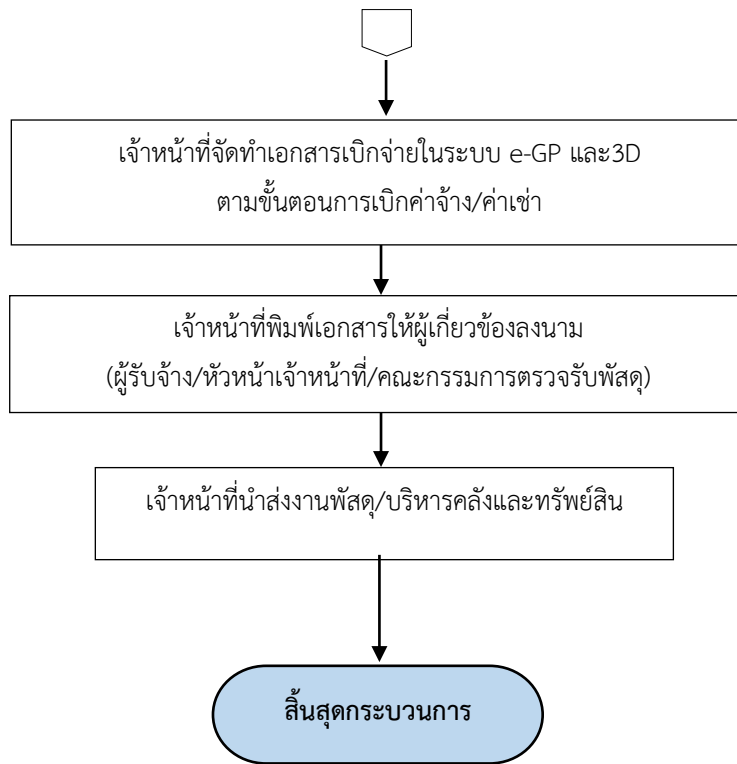 เจ้าหน้าที่จัดทำเอกสารเบิกจ่ายในระบบ e-GP และ3D
ตามขั้นตอนการเบิกค่าจ้าง/ค่าเช่า
เจ้าหน้าที่พิมพ์เอกสารให้ผู้เกี่ยวข้องลงนาม
(ผู้รับจ้าง/หัวหน้าเจ้าหน้าที่/คณะกรรมการตรวจรับพัสดุ)
เจ้าหน้าที่นำส่งงานพัสดุ/บริหารคลังและทรัพย์สิน
สิ้นสุดกระบวนการ